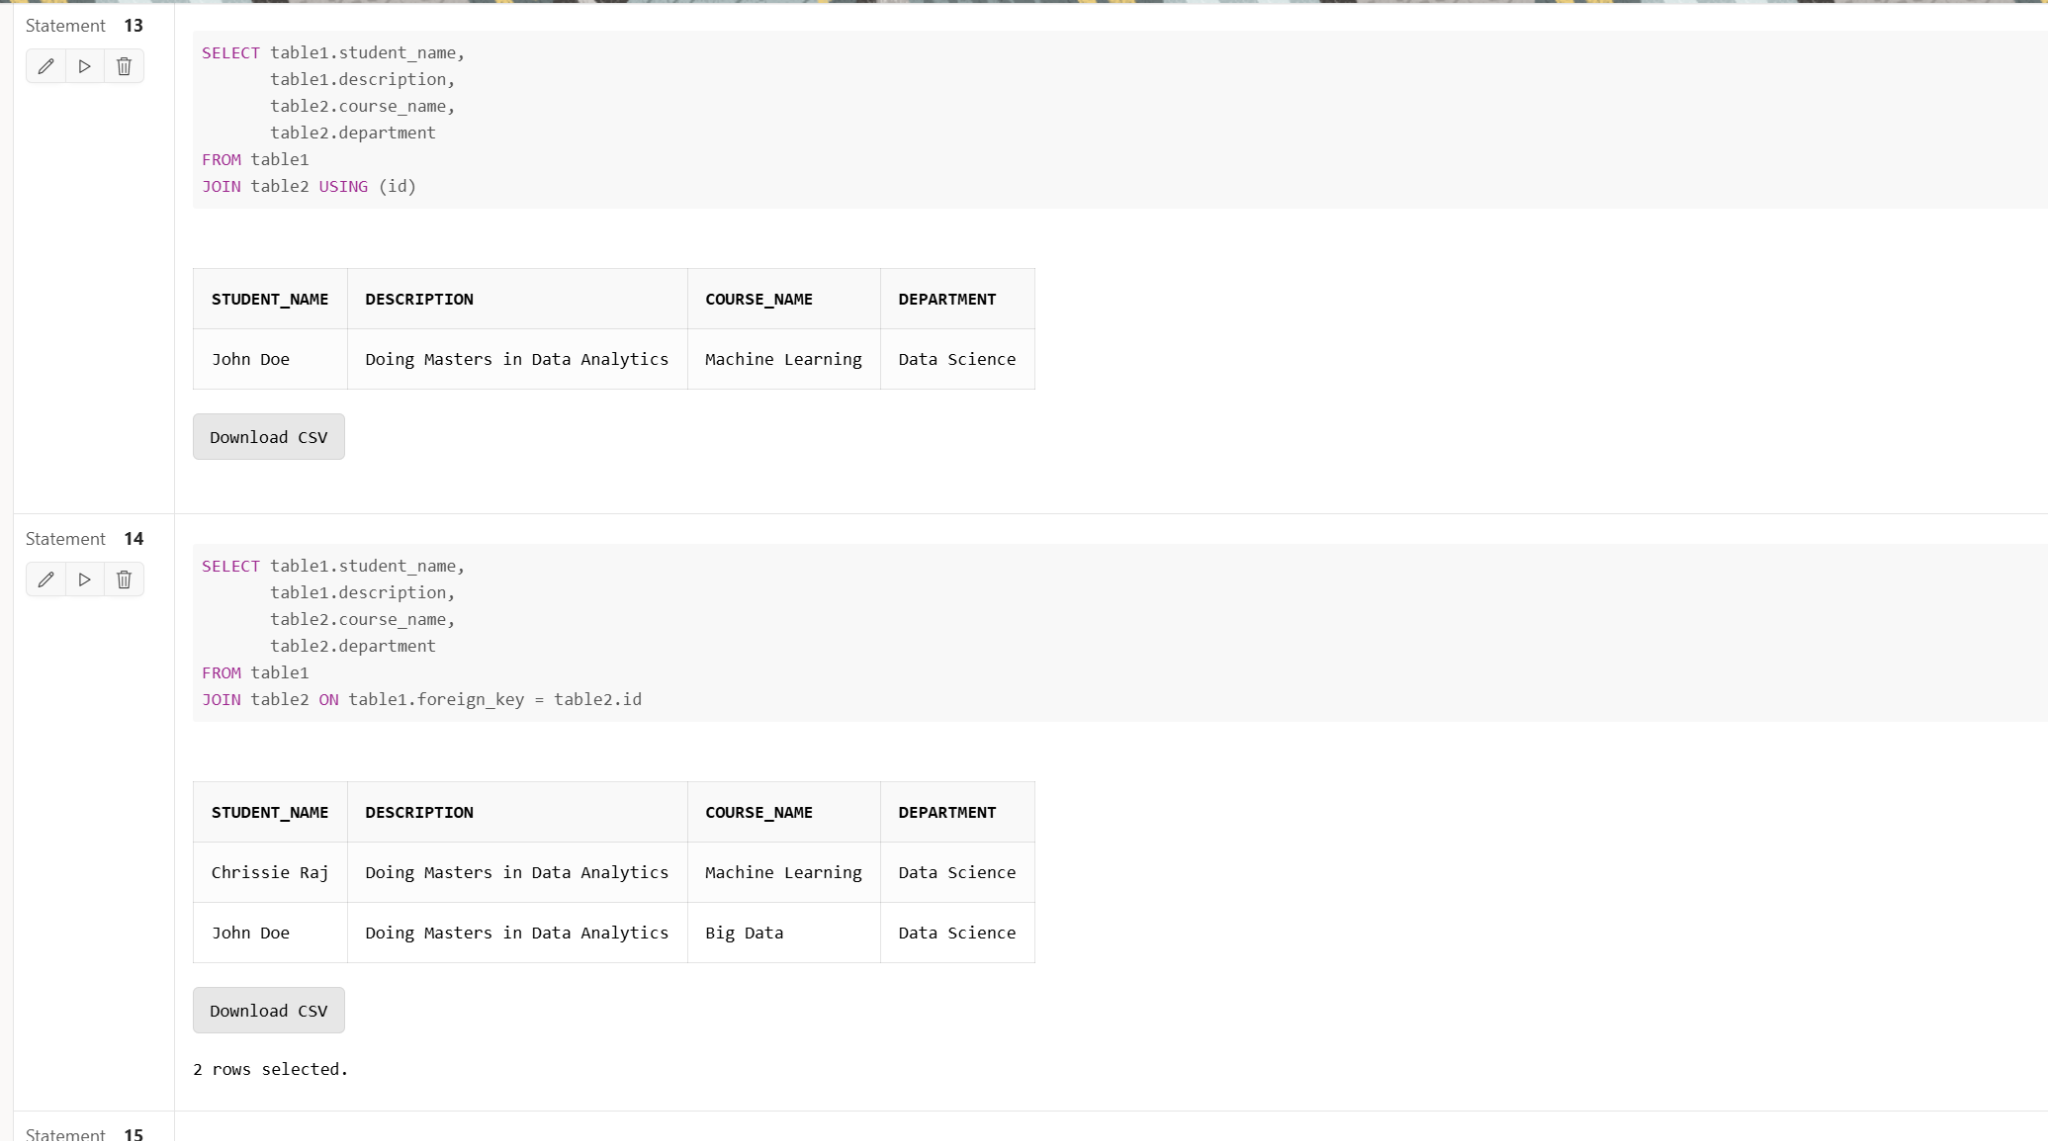 Statement 13
SELECT table1.student_name,
table1.description,
table2.course_name,
table2.department
FROM table1
JOIN table2 USING (id)
STUDENT_NAME DESCRIPTION COURSE_NAME DEPARTMENT
John Doe Doing Masters in Data Analytics Machine Learning Data Science
Download CSV
Statement 14
SELECT table1.student_name,
table1.description,
table2.course_name,
table2.department
FROM table1
JOIN table2 ON table1.foreign_key = table2.id
STUDENT_NAME DESCRIPTION COURSE_NAME DEPARTMENT
Chrissie Raj Doing Masters in Data Analytics Machine Learning Data Science
John Doe Doing Masters in Data Analytics Big Data Data Science
Download CSV
2 rows selected.
Statement 15